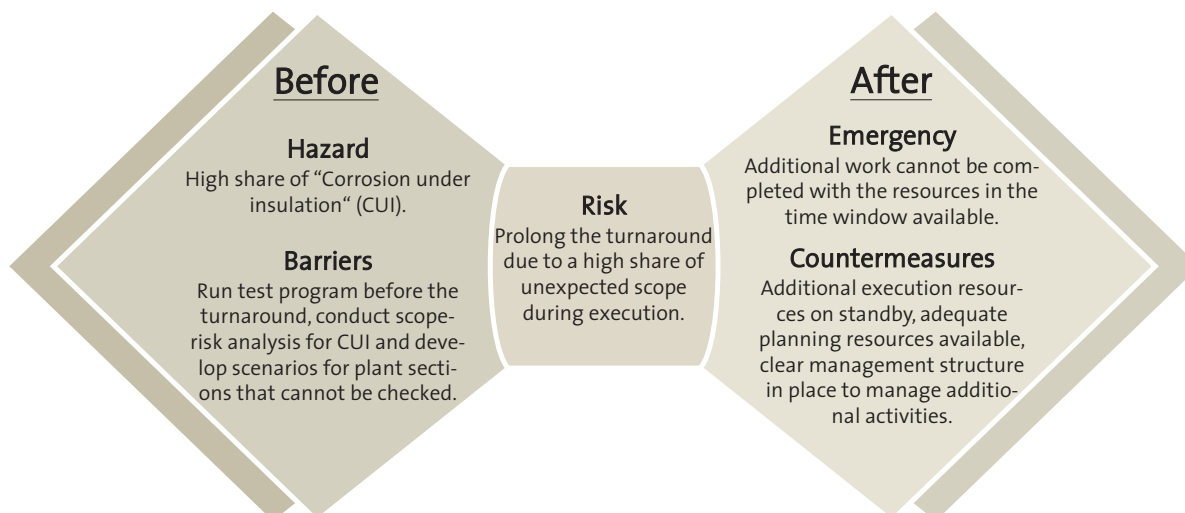 Before
Hazard
High share of “Corrosion under
insulation“ (CUI).
Barriers
Run test program before the
turnaround, conduct scope-
risk analysis for CUI and deve-
lop scenarios for plant secti-
ons that cannot be checked.
Risk
Prolong the turnaround
due to a high share of
unexpected scope
during execution.
After
Emergency
Additional work cannot be com-
pleted with the resources in the
time window available.
Countermeasures
Additional execution resour-
ces on standby, adequate
planning resources available,
clear management structure
in place to manage additio-
nal activities.